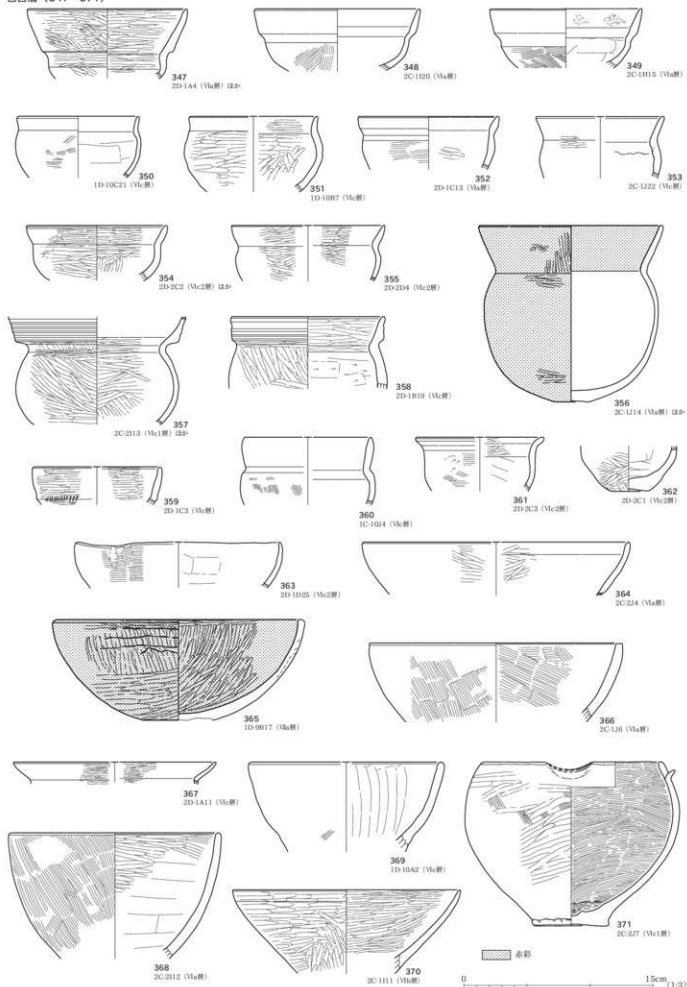 包含層 (347~371)
347
2D-1A4 (Ⅵa層) ほか
348
2C-1I20 (Ⅵa層)
349
2C-1H15 (Ⅵa層)
350
1D-10C21 (Ⅵc層)
351
1D-10B7 (Ⅵc層)
352
2D-1C13 (Ⅵa層)
353
2C-1J22 (Ⅵc層)
354
2D-2C2 (Ⅵc2層) ほか
355
2D-2D4 (Ⅵc2層)
356
2C-1J14 (Ⅵa層) ほか
357
2C-2I13 (Ⅵc1層) ほか
358
2D-1B19 (Ⅵc層)
359
2D-1C3 (Ⅵc層)
360
1C-10J4 (Ⅵc層)
361
2D-2C3 (Ⅵc2層)
362
2D-2C1 (Ⅵc2層)
363
2D-1D25 (Ⅵc2層)
364
2C-2J4 (Ⅵa層)
365
1D-9B17 (Ⅷa層)
366
2C-1J6 (Ⅵa層)
367
2D-1A11 (Ⅵc層)
368
2C-2I12 (Ⅵa層)
369
1D-10A2 (Ⅵc層)
370
2C-1I11 (Ⅵb層)
371
2C-2J7 (Ⅵc1層)
赤彩
0 15cm
(1:3)